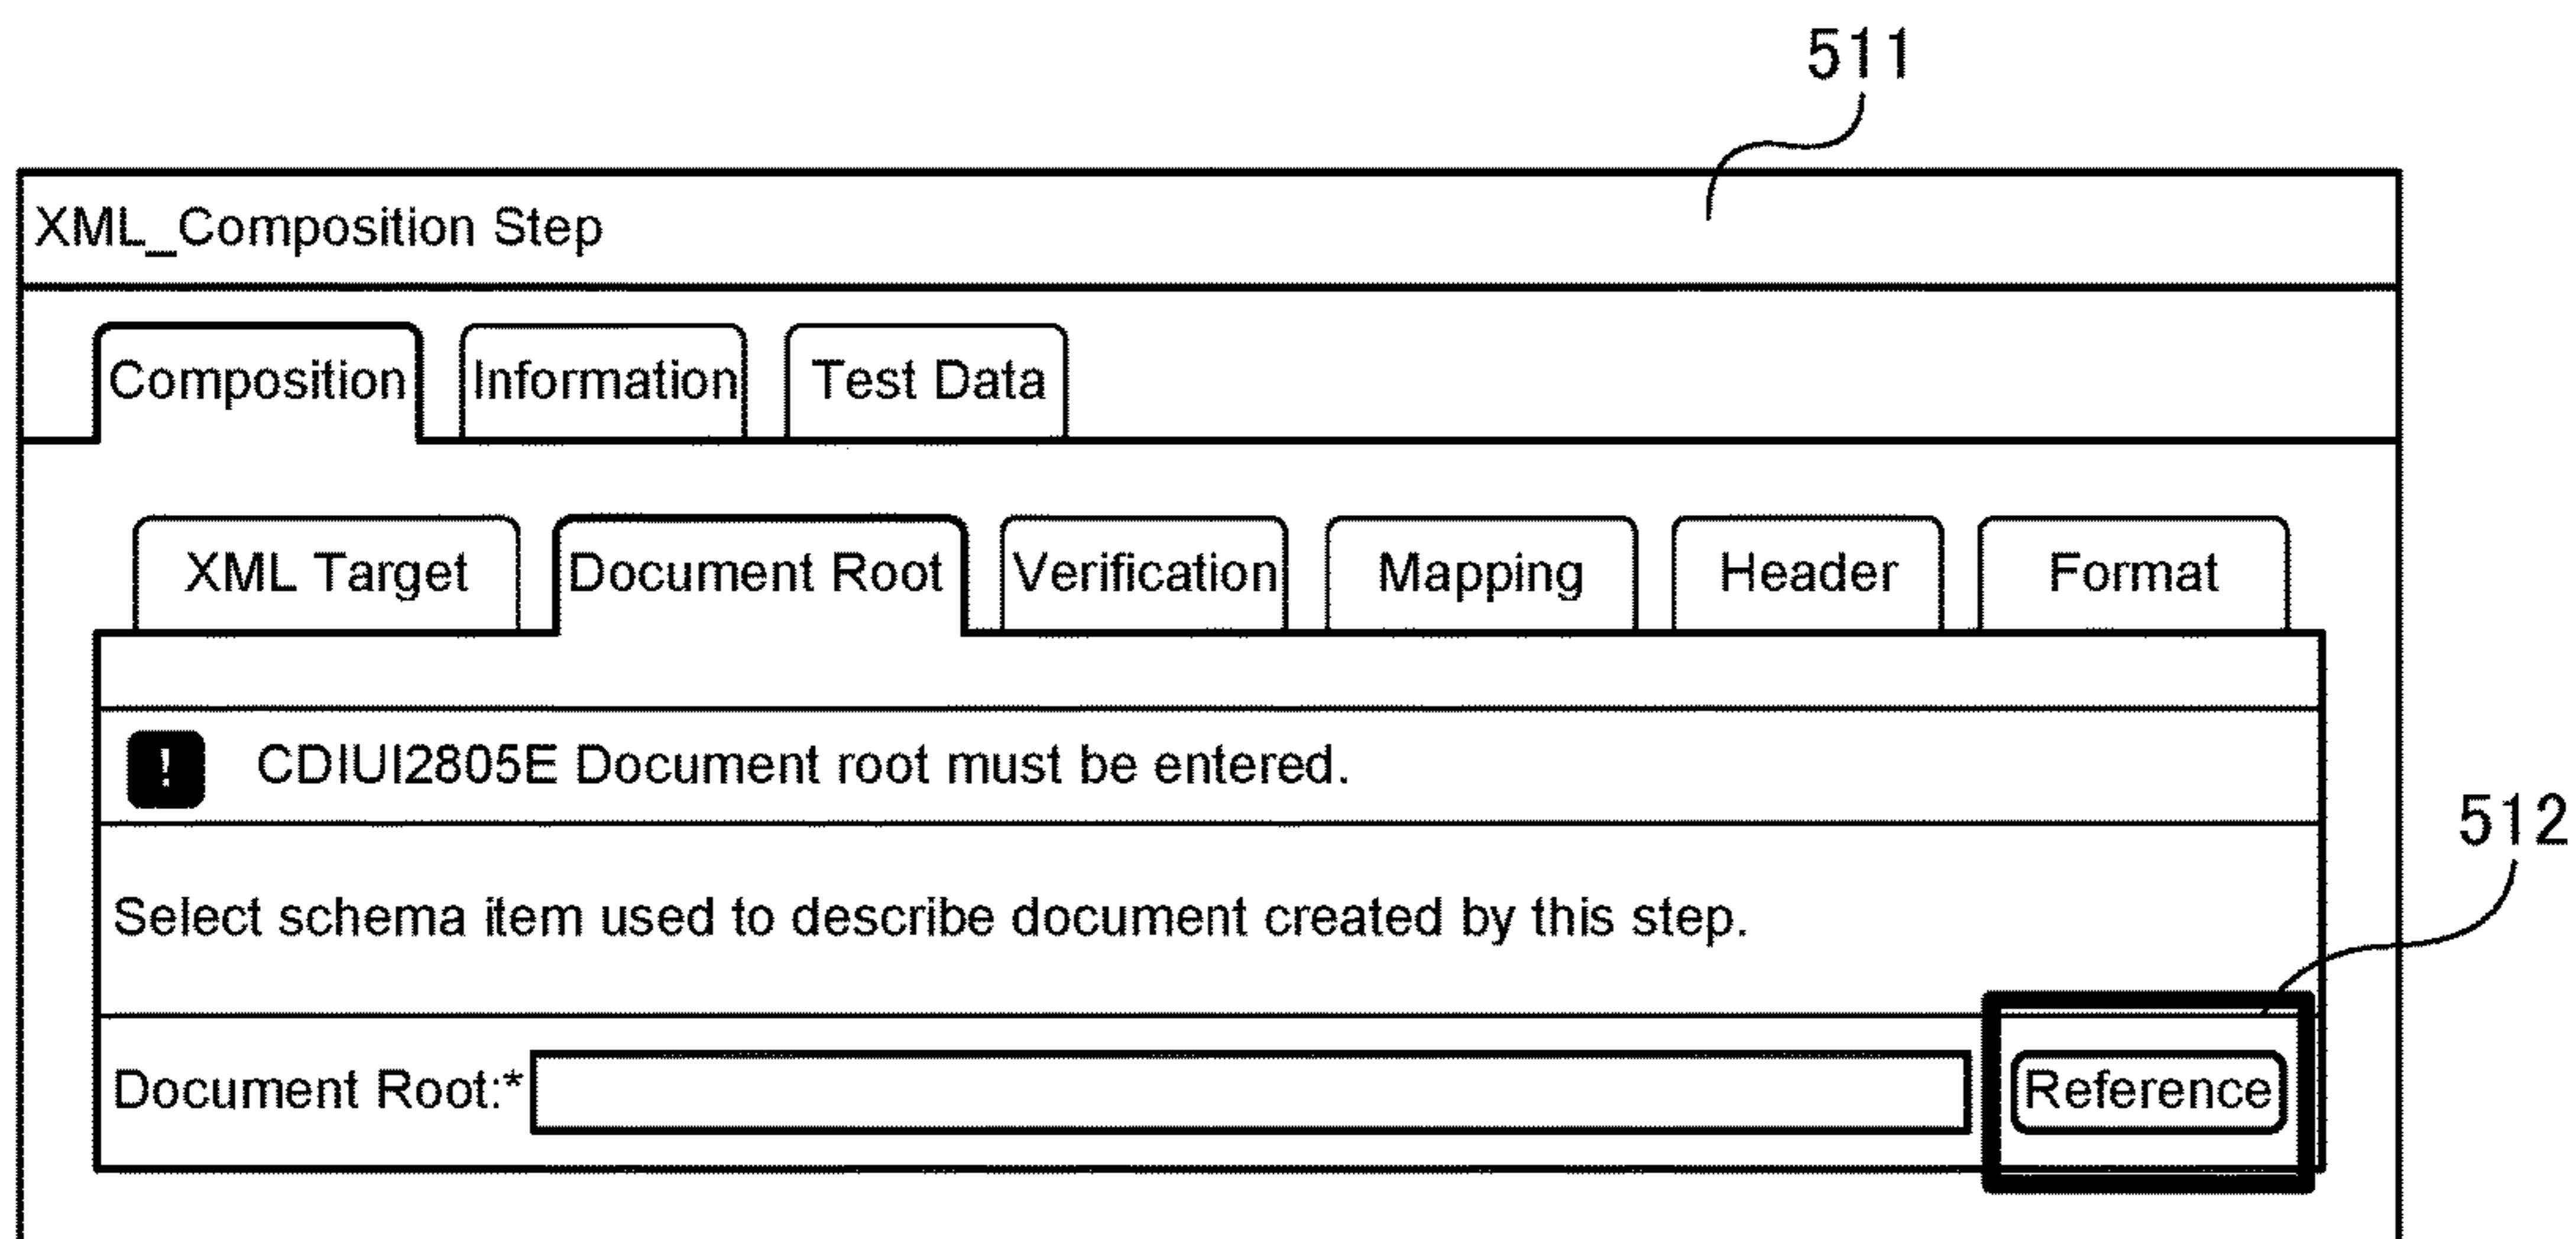 511
XML_Composition Step
Composition Information Test Data
XML Target Document Root Verification Mapping Header Format
! CDIUI2805E Document root must be entered.
512
Select schema item used to describe document created by this step.
Document Root:* Reference